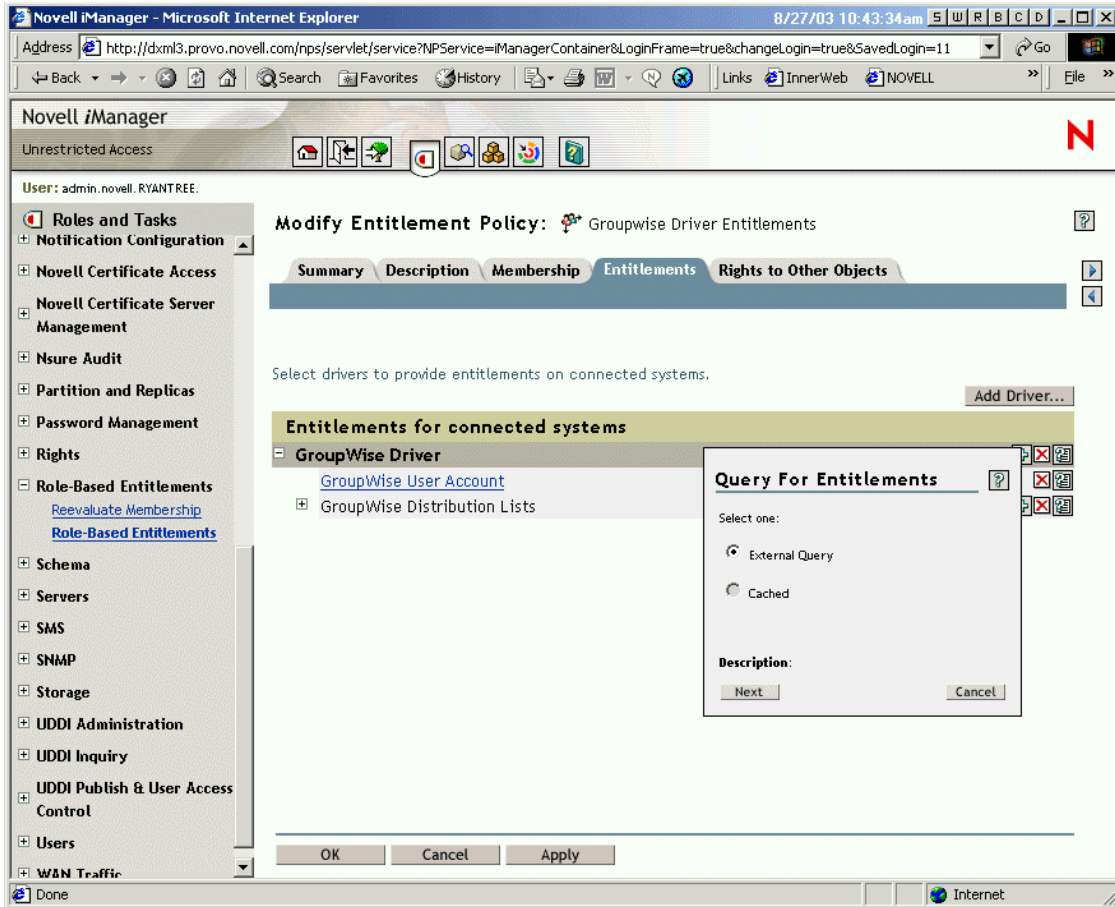 Novell iManager - Microsoft Internet Explorer 8/27/03 10:43:34am S W R B C D
Address http://dxml3.provo.novell.com/nps/servlet/service?NPService=iManagerContainer&LoginFrame=true&changeLogin=true&SavedLogin=11 Go
Back Search Favorites History Links InnerWeb NOVELL » File »
Novell iManager
Unrestricted Access
N
User: admin.novell.RYANTREE.
Roles and Tasks
Notification Configuration
Novell Certificate Access
Novell Certificate Server
Management
Nsure Audit
Partition and Replicas
Password Management
Rights
Role-Based Entitlements
Reevaluate Membership
Role-Based Entitlements
Schema
Servers
SMS
SNMP
Storage
UDDI Administration
UDDI Inquiry
UDDI Publish & User Access
Control
Users
WAN Traffic
Modify Entitlement Policy: Groupwise Driver Entitlements
Summary Description Membership Entitlements Rights to Other Objects
Select drivers to provide entitlements on connected systems.
Add Driver...
Entitlements for connected systems
GroupWise Driver
GroupWise User Account
GroupWise Distribution Lists
Query For Entitlements
Select one:
External Query
Cached
Description:
Next Cancel
OK Cancel Apply
Done Internet